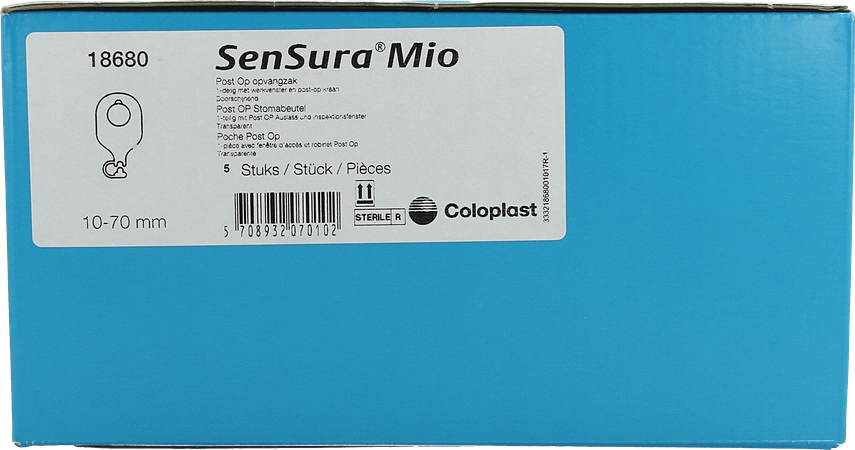 18680
SenSura® Mio
Post Op opvangzak
1-delig met werkvenster en post-op kraan
Doorschijnend
Post OP Stomabeutel
1-teilig mit Post OP Auslass und Inspektionsfenster
Transparent
Poche Post Op
1-pièce avec fenêtre d'accès et robinet Post Op
Transparente
5 Stuks / Stück / Pièces
10-70 mm
5 708932 070102
STERILE R
Coloplast
33321868001017R-1